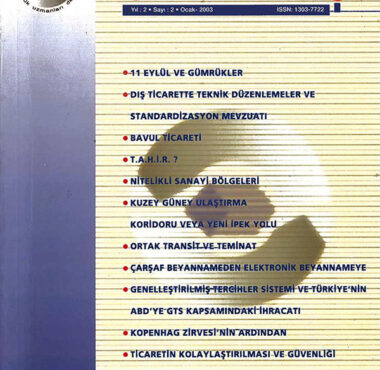 uzmanları
Yıl : 2 • Sayı : 2 • Ocak- 2003
ISSN: 1303-7722
• 11 EYLÜL VE GÜMRÜKLER
• DIŞ TİCARETTE TEKNİK DÜZENLEMELER VE
STANDARDİZASYON MEVZUATI
• BAVUL TİCARETİ
• T.A.H.İ.R. ?
• NİTELİKLİ SANAYİ BÖLGELERİ
• KUZEY GÜNEY ULAŞTIRMA
KORİDORU VEYA YENİ İPEK YOLU
• ORTAK TRANSİT VE TEMİNAT
• ÇARŞAF BEYANNAMEDEN ELEKTRONİK BEYANNAMEYE
• GENELLEŞTİRİLMİŞ TERCİHLER SİSTEMİ VE TÜRKİYE'NİN
ABD'YE GTS KAPSAMINDAKİ İHRACATI
• KOPENHAG ZİRVESİ'NİN ARDINDAN
• TİCARETİN KOLAYLAŞTIRILMASI VE GÜVENLİĞİ